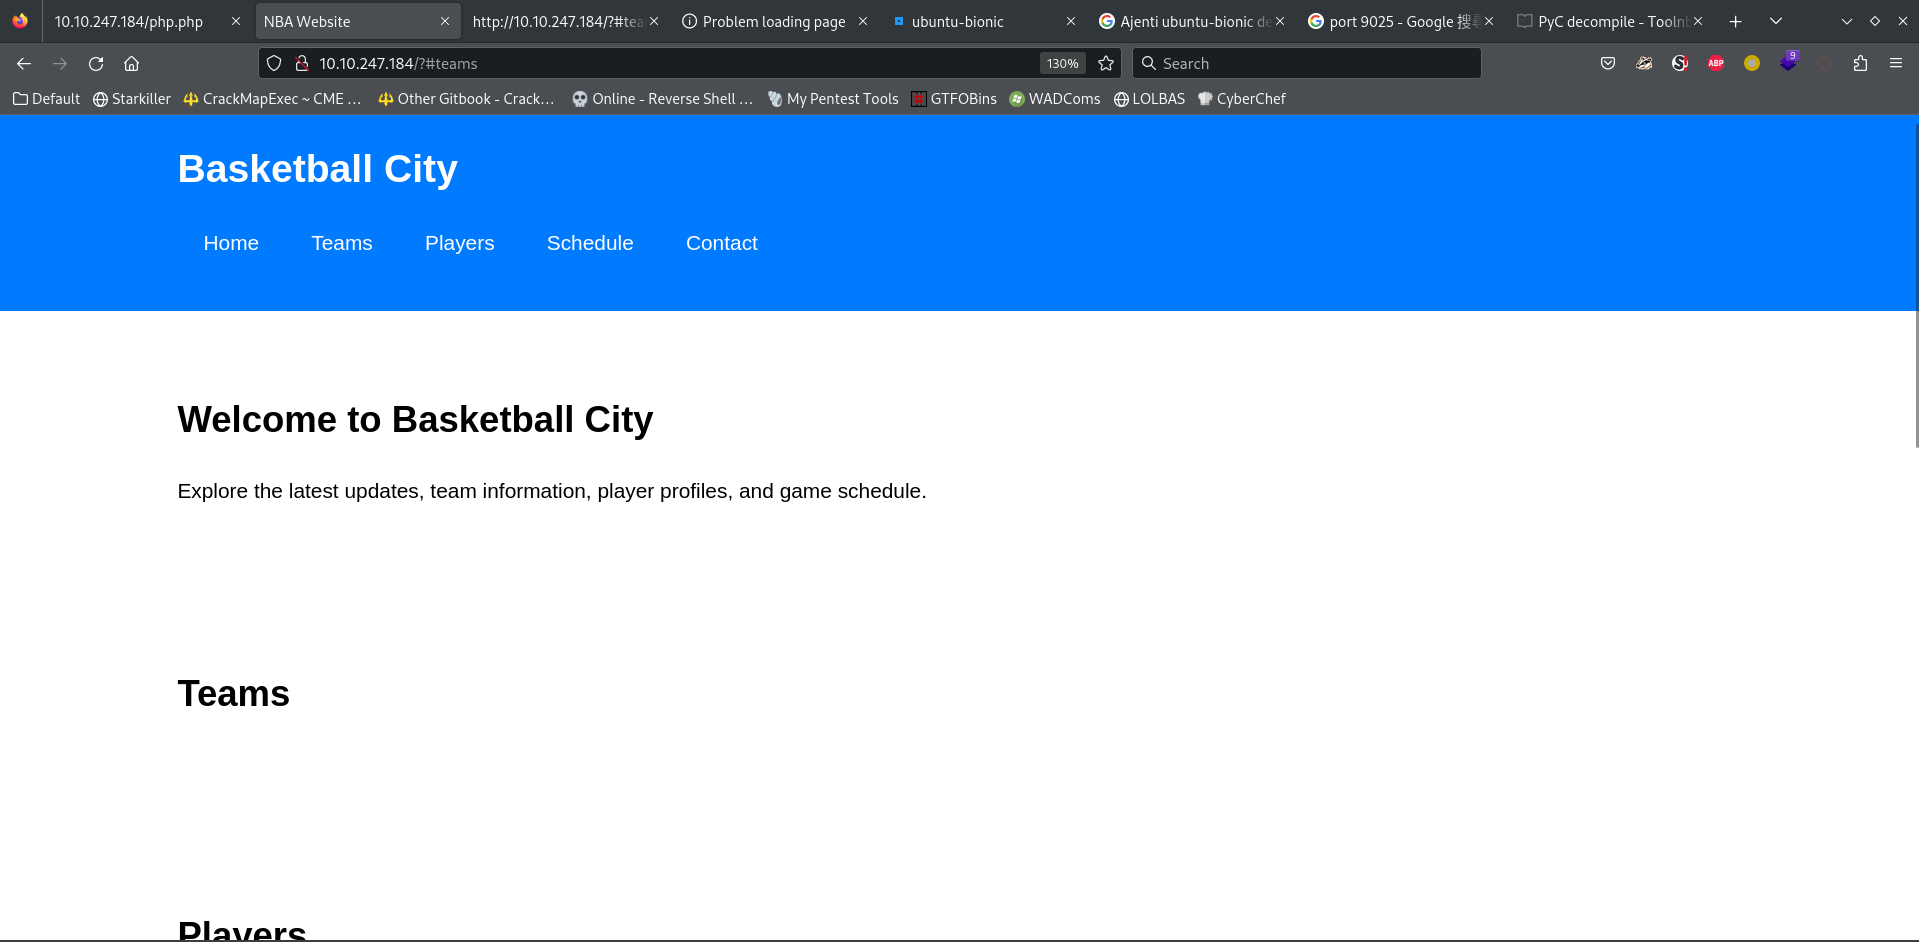 10.10.247.184/php.php
NBA Website
http://10.10.247.184/?#tea
Problem loading page
ubuntu-bionic
Ajenti ubuntu-bionic de
port 9025 - Google 搜尋
PyC decompile - Toolnb
10.10.247.184/?#teams
130%
Search
ABP
9
Default
Starkiller
CrackMapExec ~ CME …
Other Gitbook - Crack…
Online - Reverse Shell …
My Pentest Tools
GTFOBins
WADComs
LOLBAS
CyberChef
Basketball City
Home
Teams
Players
Schedule
Contact
Welcome to Basketball City
Explore the latest updates, team information, player profiles, and game schedule.
Teams
Players